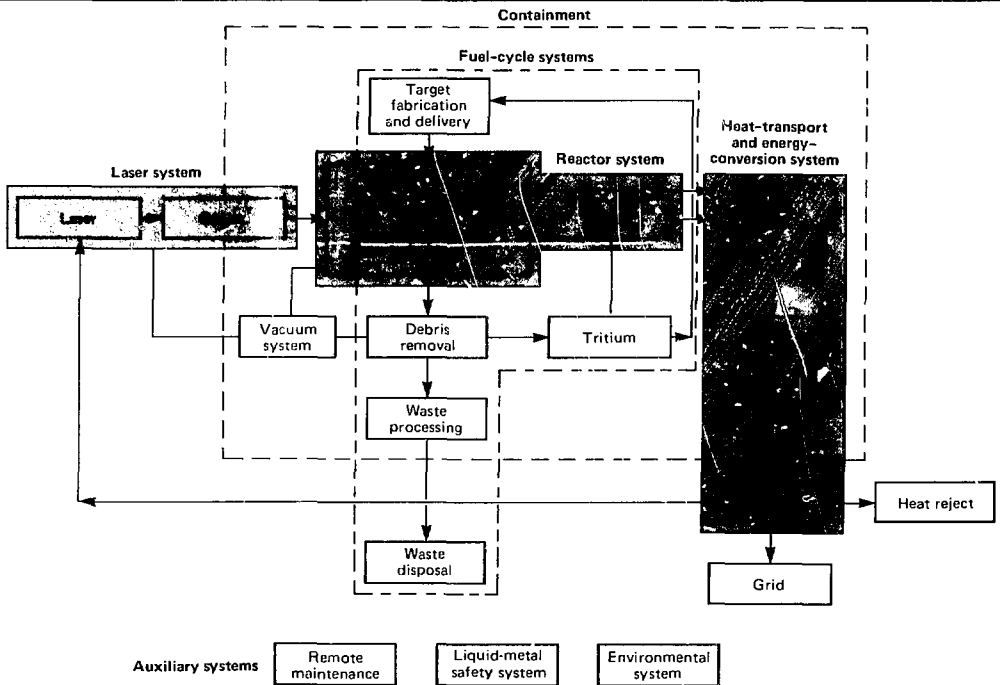 Containment
Fuel-cycle systems
Target
fabrication
and delivery
Heat-transport
and energy-
conversion system
Reactor system
Laser system
Laser
Vacuum
system
Debris
removal
Tritium
Waste
processing
Heat reject
Waste
disposal
Grid
Auxiliary systems
Remote
maintenance
Liquid-metal
safety system
Environmental
system